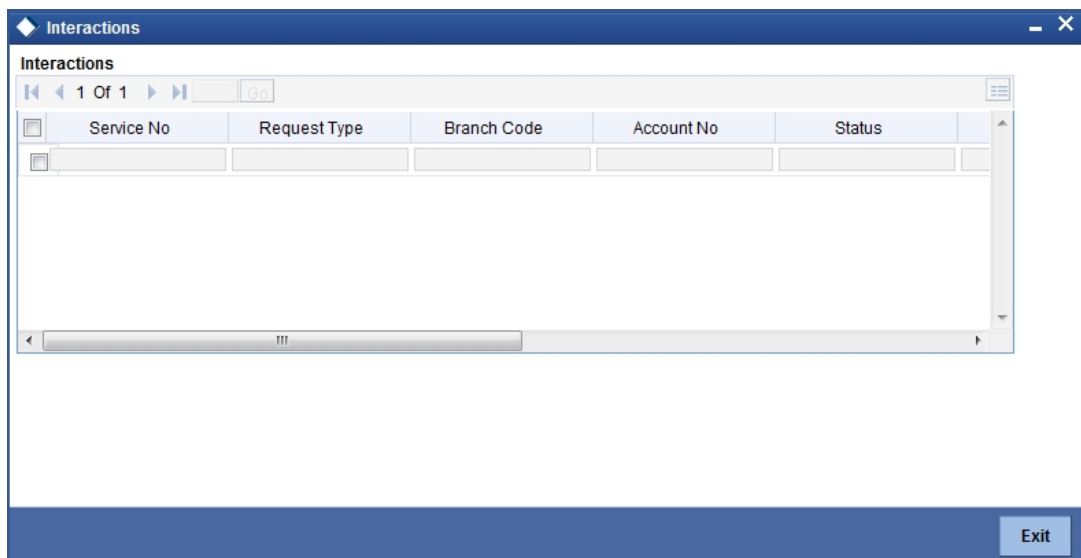 Interactions
Interactions
1 Of 1 Go
Service No Request Type Branch Code Account No Status
Exit